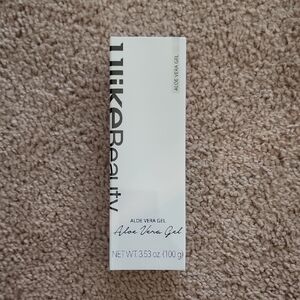 UlikeBeauty
ALOE VERA GEL
ALOE VERA GEL
Aloe Vera Gel
NET WT. 3.53 oz. (100 g)